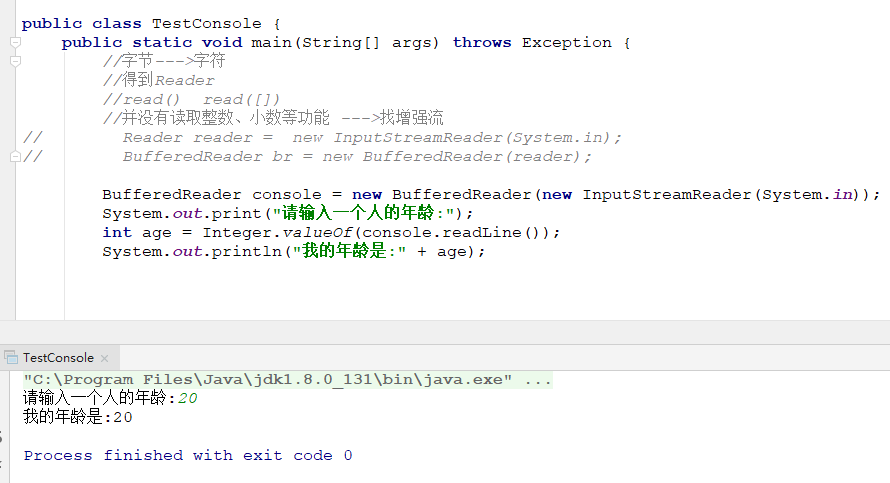 public class TestConsole {
    public static void main(String[] args) throws Exception {
        //字节--->字符
        //得到Reader
        //read()  read([])
        //并没有读取整数、小数等功能 --->找增强流
//        Reader reader =  new InputStreamReader(System.in);
//        BufferedReader br = new BufferedReader(reader);
        BufferedReader console = new BufferedReader(new InputStreamReader(System.in));
        System.out.print("请输入一个人的年龄:");
        int age = Integer.valueOf(console.readLine());
        System.out.println("我的年龄是:" + age);
TestConsole ×
"C:\Program Files\Java\jdk1.8.0_131\bin\java.exe" ...
请输入一个人的年龄:20
我的年龄是:20
Process finished with exit code 0